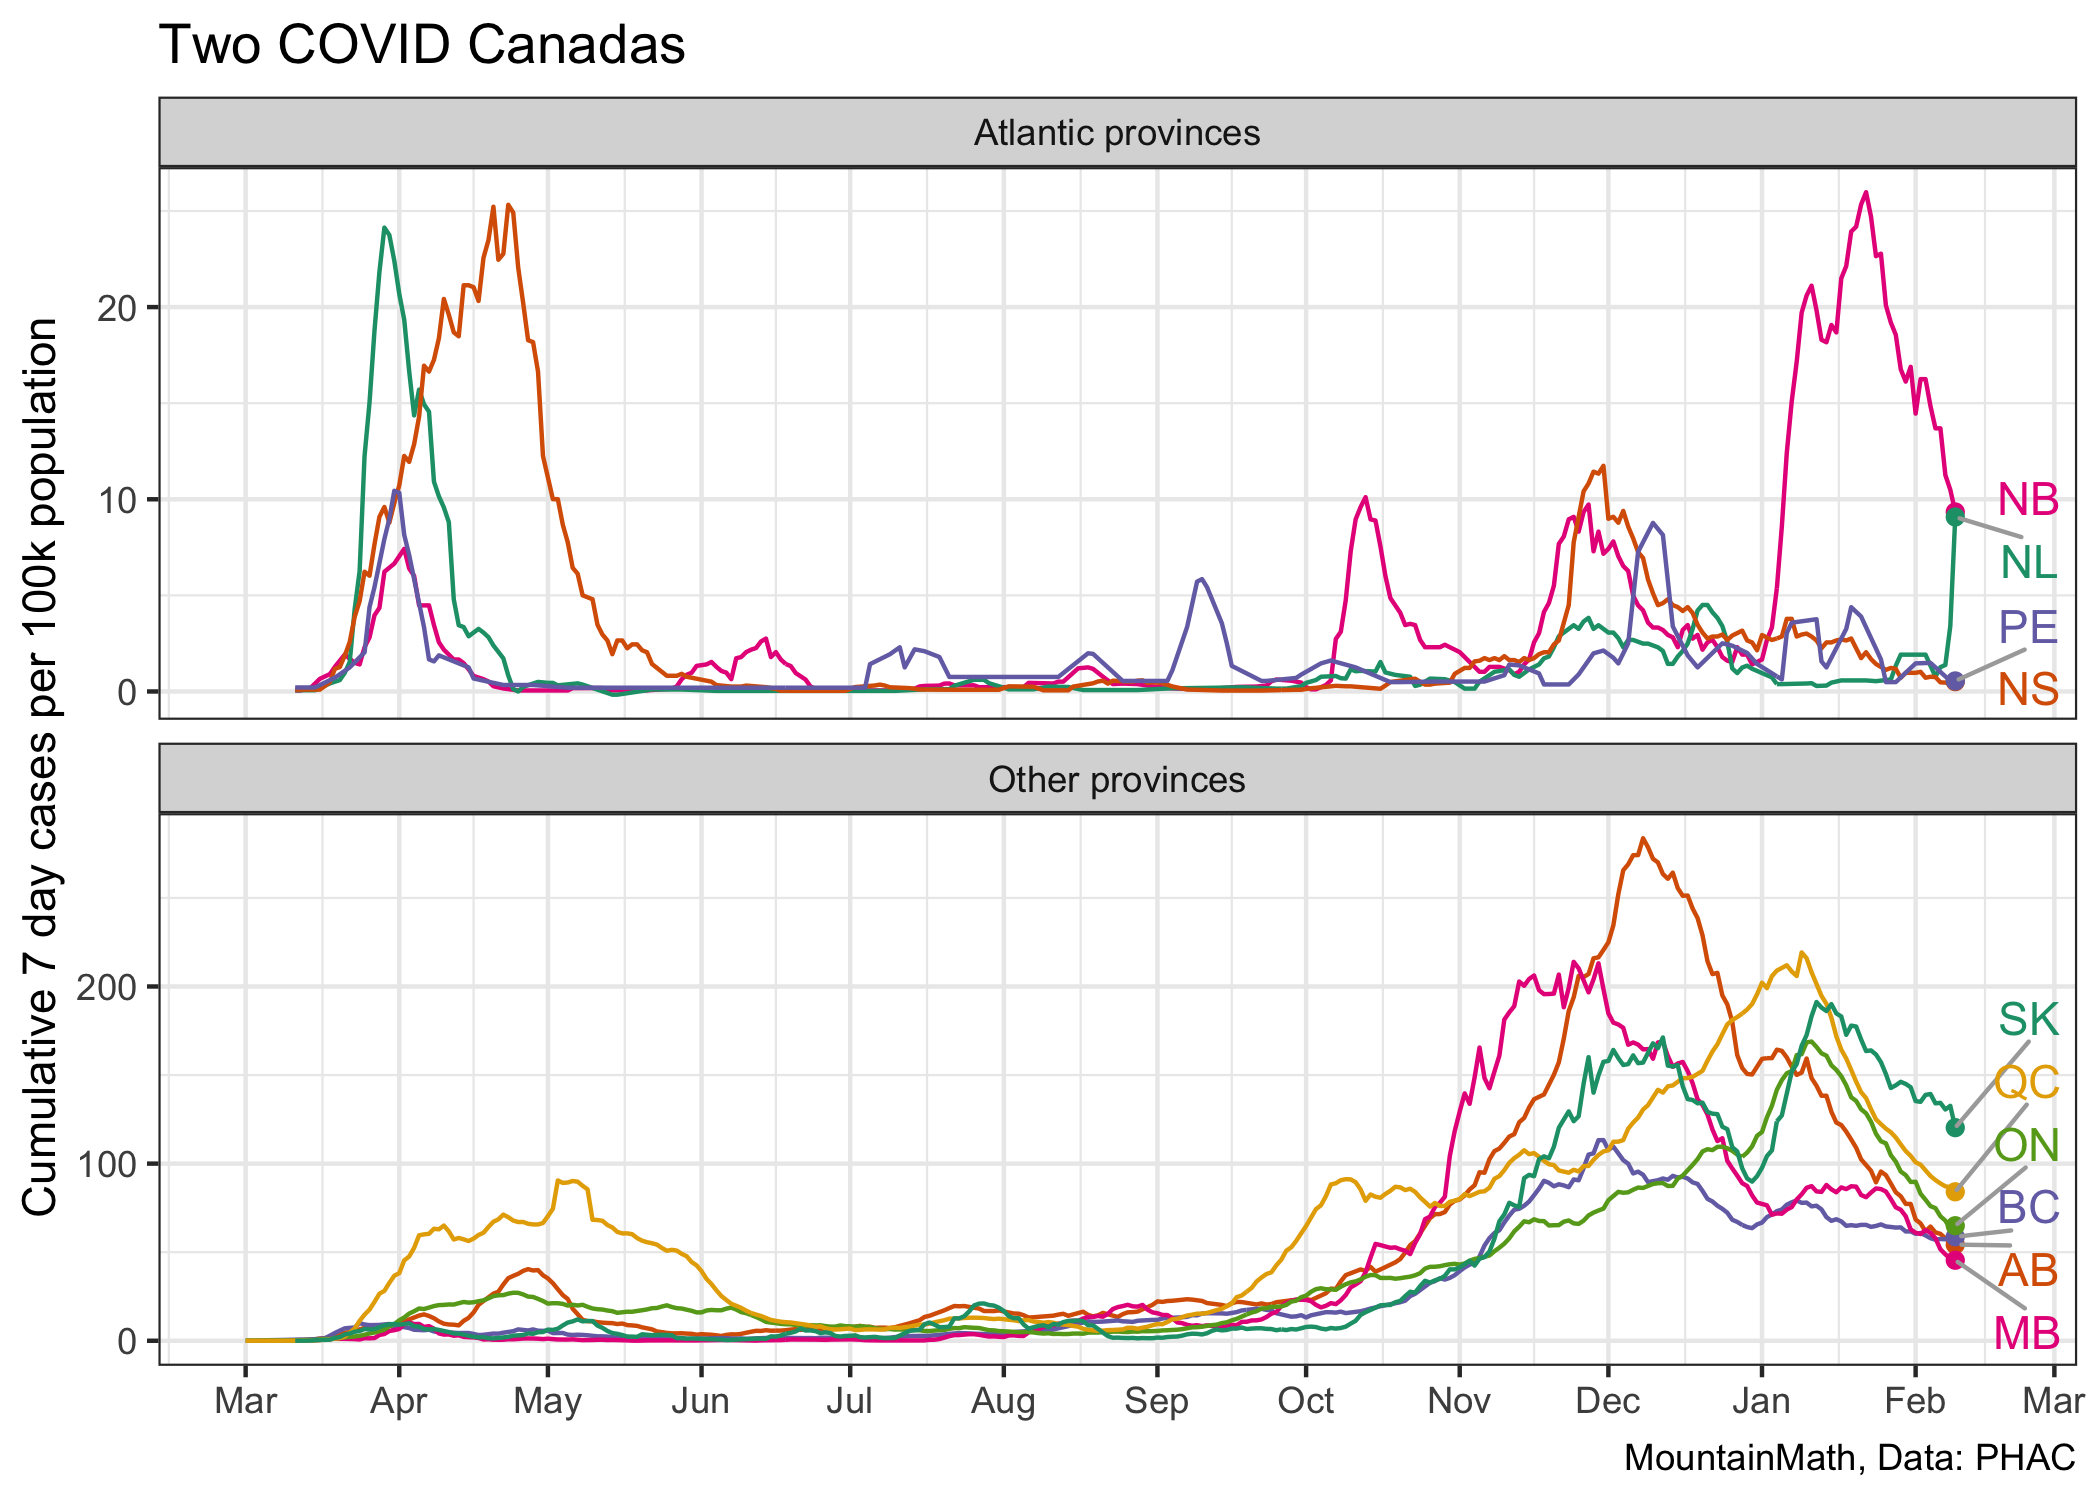 Two COVID Canadas
Atlantic provinces
Cumulative 7 day cases per 100k population
20
10
0
NB
NL
PE
NS
Other provinces
200
100
0
SK
QC
ON
BC
AB
MB
Mar Apr May Jun Jul Aug Sep Oct Nov Dec Jan Feb Mar
MountainMath, Data: PHAC